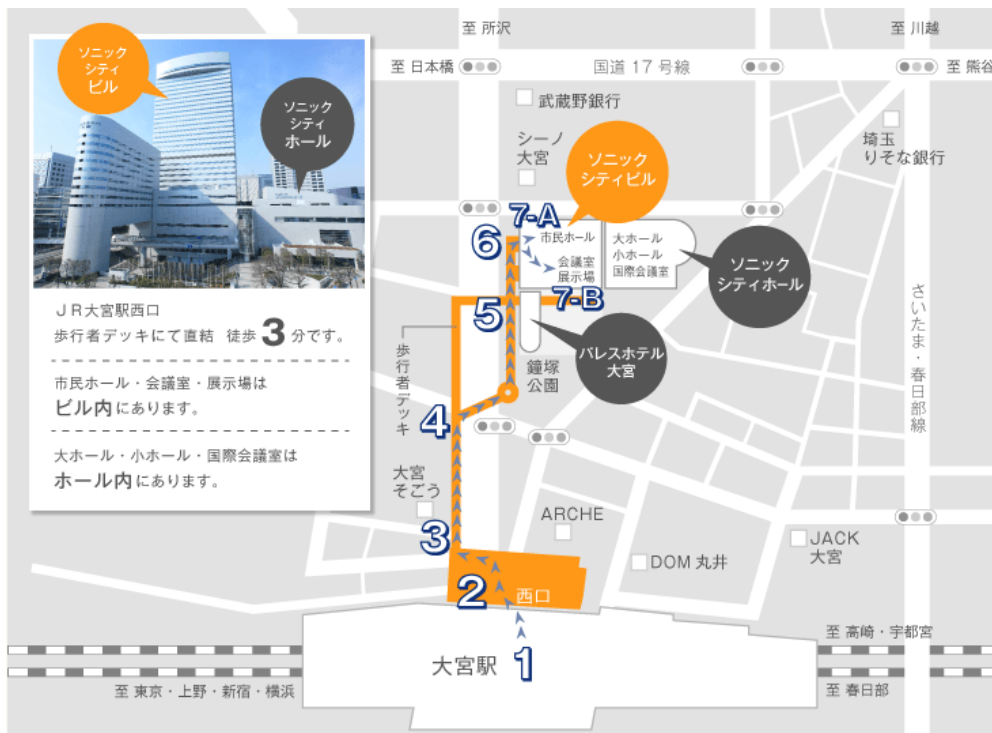 ソニック
シティ
ビル
ソニック
シティ
ホール
JR大宮駅西口
歩行者デッキにて直結 徒歩 3 分です。
市民ホール・会議室・展示場は
ビル内にあります。
大ホール・小ホール・国際会議室は
ホール内にあります。
至 所沢
至 川越
至 日本橋
国道 17 号線
至 熊谷
武蔵野銀行
シーノ
大宮
埼玉
りそな銀行
ソニック
シティビル
7-A
6
市民ホール
会議室
展示場
7-B
大ホール
小ホール
国際会議室
ソニック
シティホール
5
パレスホテル
大宮
鐘塚
公園
歩行者デッキ
さいたま・春日部線
4
大宮
そごう
3
ARCHE
DOM 丸井
JACK
大宮
2
西口
1
大宮駅
至 高崎・宇都宮
至 春日部
至 東京・上野・新宿・横浜